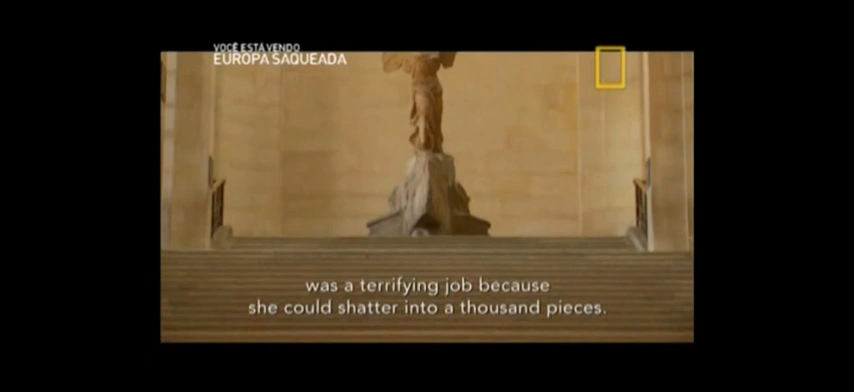 VOCÊ ESTÁ VENDO
EUROPA SAQUEADA
was a terrifying job because
she could shatter into a thousand pieces.